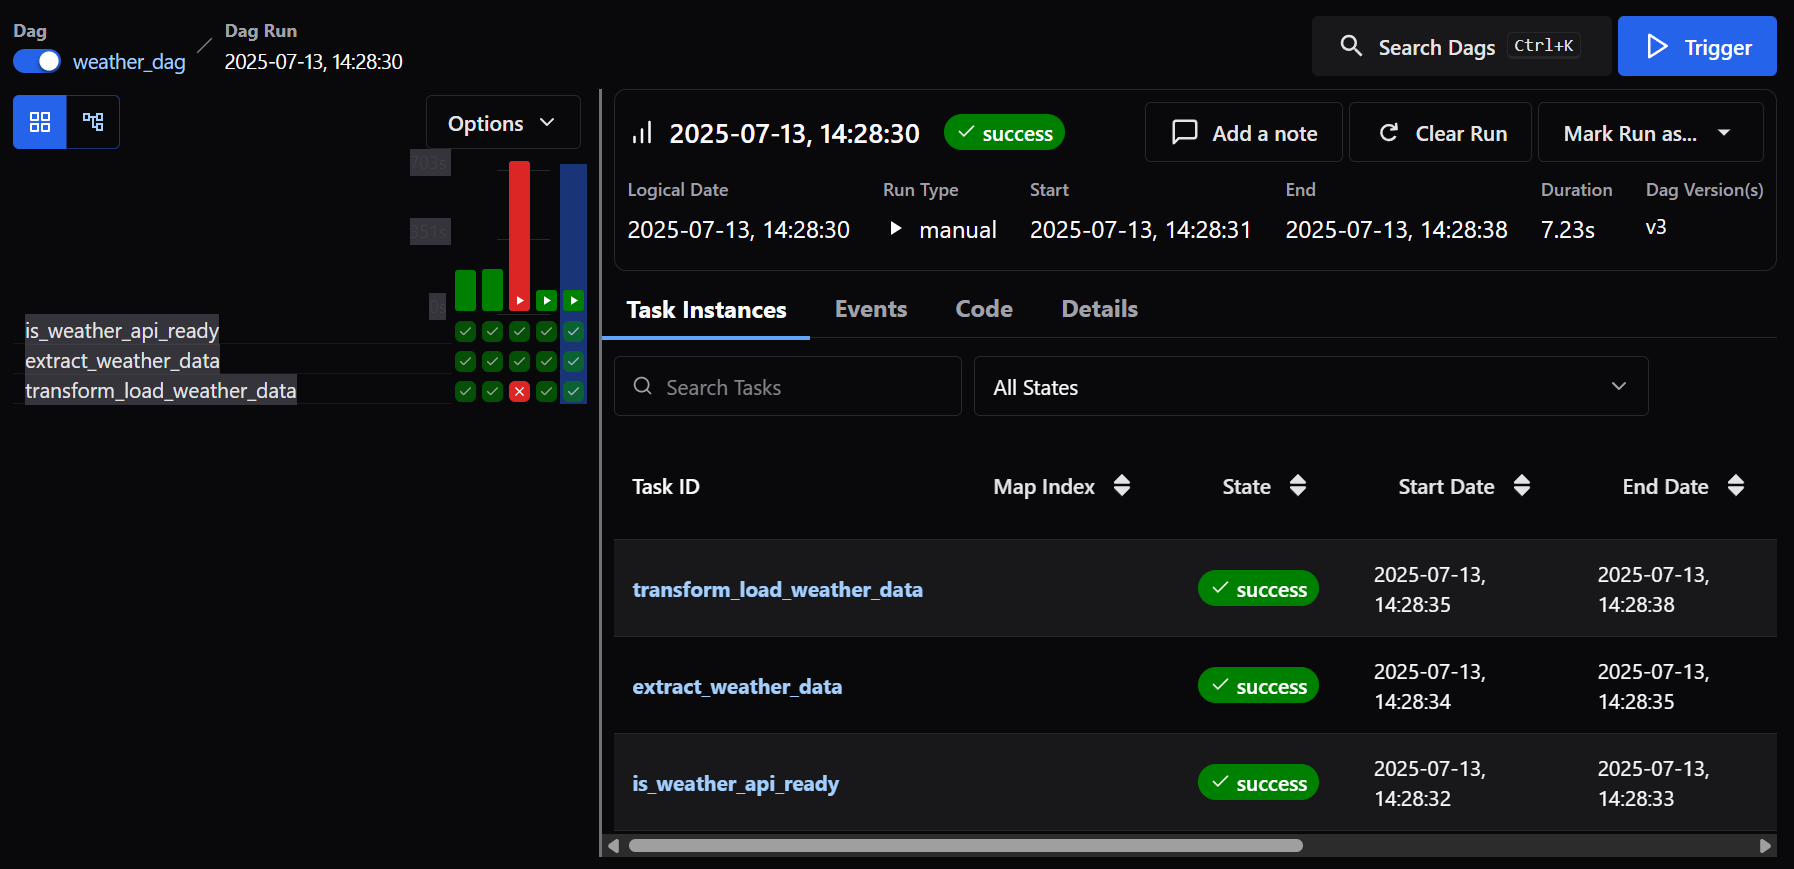 Dag
weather_dag
Dag Run
2025-07-13, 14:28:30
Search Dags Ctrl+K
Trigger
Options
703s
351s
0s
is_weather_api_ready
extract_weather_data
transform_load_weather_data
2025-07-13, 14:28:30 success
Add a note
Clear Run
Mark Run as...
Logical Date Run Type Start End Duration Dag Version(s)
2025-07-13, 14:28:30 manual 2025-07-13, 14:28:31 2025-07-13, 14:28:38 7.23s v3
Task Instances Events Code Details
Search Tasks
All States
Task ID Map Index State Start Date End Date
transform_load_weather_data success 2025-07-13, 14:28:35 2025-07-13, 14:28:38
extract_weather_data success 2025-07-13, 14:28:34 2025-07-13, 14:28:35
is_weather_api_ready success 2025-07-13, 14:28:32 2025-07-13, 14:28:33